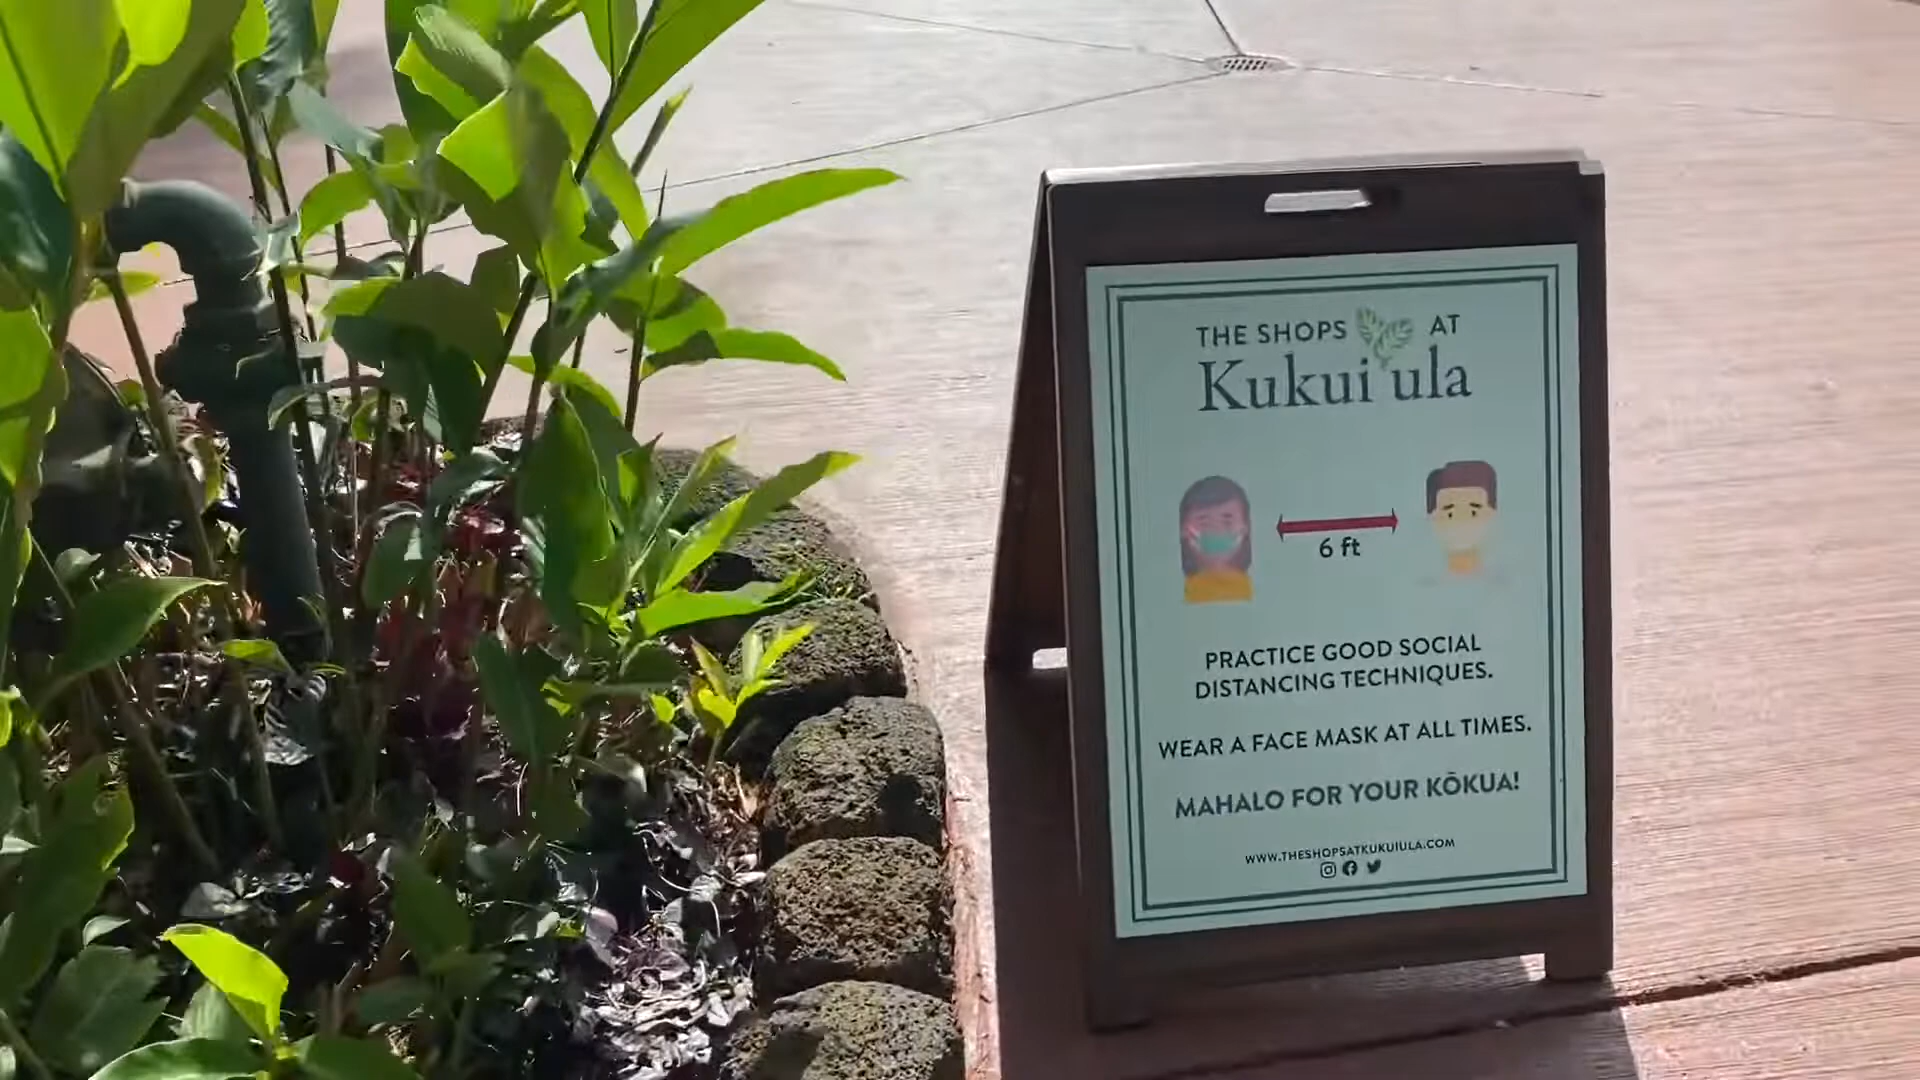 THE SHOPS AT
Kukui'ula
6 ft
PRACTICE GOOD SOCIAL
DISTANCING TECHNIQUES.
WEAR A FACE MASK AT ALL TIMES.
MAHALO FOR YOUR KŌKUA!
WWW.THESHOPSATKUKUIULA.COM